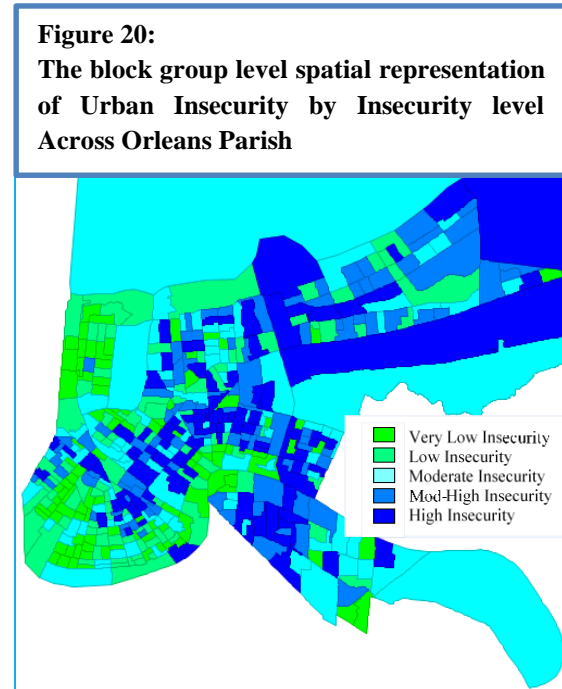 Figure 20:
The block group level spatial representation
of Urban Insecurity by Insecurity level
Across Orleans Parish
Very Low Insecurity
Low Insecurity
Moderate Insecurity
Mod-High Insecurity
High Insecurity